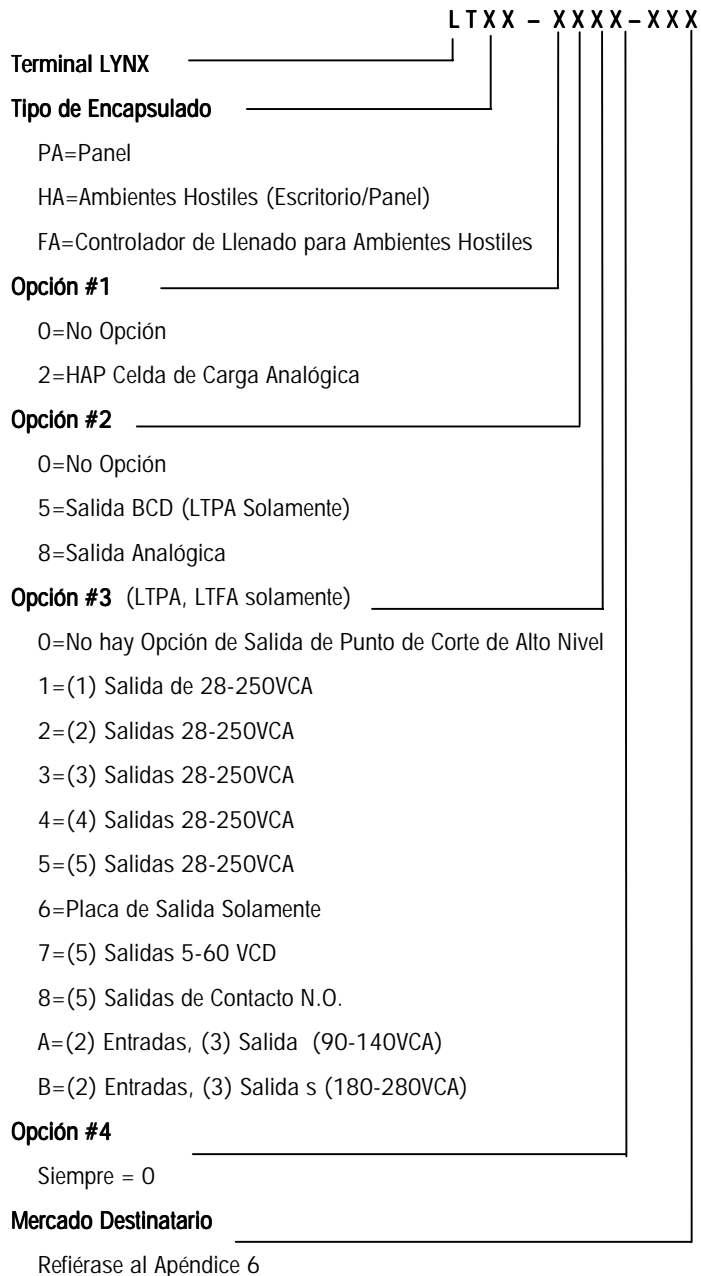 L T X X – X X X X – X X X
Terminal LYNX
Tipo de Encapsulado
PA=Panel
HA=Ambientes Hostiles (Escritorio/Panel)
FA=Controlador de Llenado para Ambientes Hostiles
Opción #1
0=No Opción
2=HAP Celda de Carga Analógica
Opción #2
0=No Opción
5=Salida BCD (LTPA Solamente)
8=Salida Analógica
Opción #3 (LTPA, LTFA solamente)
0=No hay Opción de Salida de Punto de Corte de Alto Nivel
1=(1) Salida de 28-250VCA
2=(2) Salidas 28-250VCA
3=(3) Salidas 28-250VCA
4=(4) Salidas 28-250VCA
5=(5) Salidas 28-250VCA
6=Placa de Salida Solamente
7=(5) Salidas 5-60 VCD
8=(5) Salidas de Contacto N.O.
A=(2) Entradas, (3) Salida (90-140VCA)
B=(2) Entradas, (3) Salida s (180-280VCA)
Opción #4
Siempre = 0
Mercado Destinatario
Refiérase al Apéndice 6